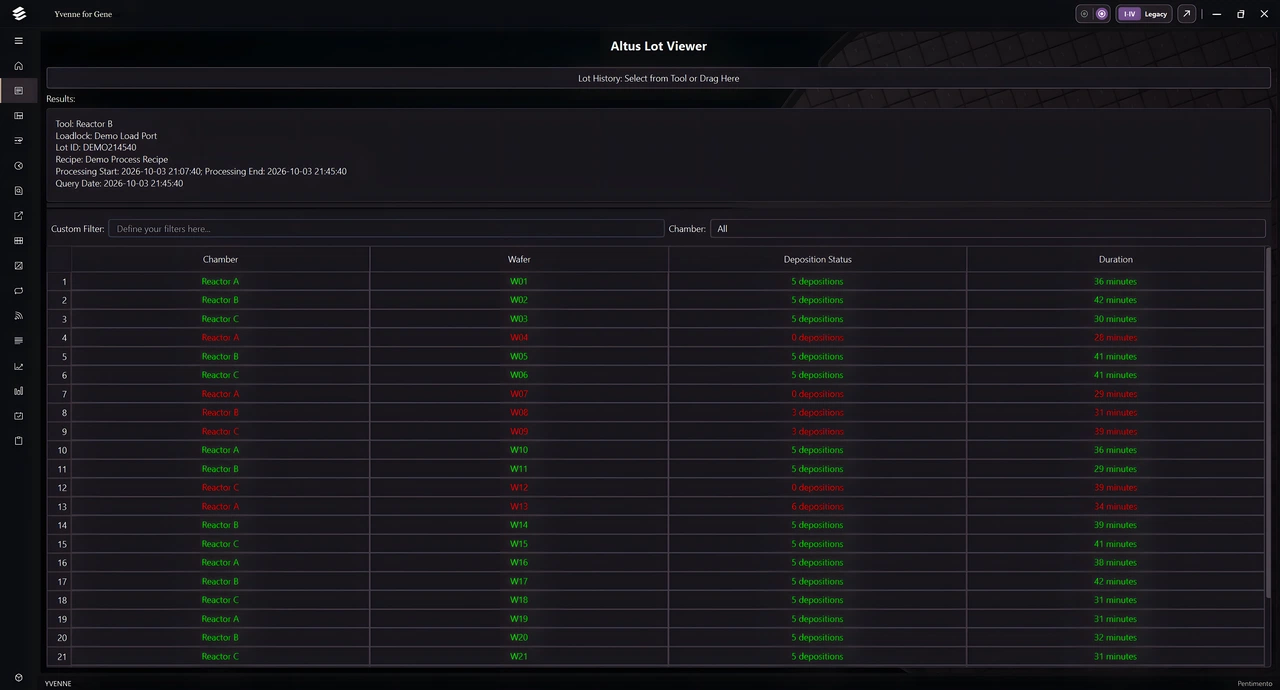 Yvenne for Gene
I-IV Legacy
Altus Lot Viewer
Lot History: Select from Tool or Drag Here
Results:
Tool: Reactor B
Loadlock: Demo Load Port
Lot ID: DEMO214540
Recipe: Demo Process Recipe
Processing Start: 2026-10-03 21:07:40; Processing End: 2026-10-03 21:45:40
Query Date: 2026-10-03 21:45:40
Custom Filter: Define your filters here... Chamber: All
Chamber Wafer Deposition Status Duration
1 Reactor A W01 5 depositions 36 minutes
2 Reactor B W02 5 depositions 42 minutes
3 Reactor C W03 5 depositions 30 minutes
4 Reactor A W04 0 depositions 28 minutes
5 Reactor B W05 5 depositions 41 minutes
6 Reactor C W06 5 depositions 41 minutes
7 Reactor A W07 0 depositions 29 minutes
8 Reactor B W08 3 depositions 31 minutes
9 Reactor C W09 3 depositions 39 minutes
10 Reactor A W10 5 depositions 36 minutes
11 Reactor B W11 5 depositions 29 minutes
12 Reactor C W12 0 depositions 39 minutes
13 Reactor A W13 6 depositions 34 minutes
14 Reactor B W14 5 depositions 39 minutes
15 Reactor C W15 5 depositions 41 minutes
16 Reactor A W16 5 depositions 38 minutes
17 Reactor B W17 5 depositions 42 minutes
18 Reactor C W18 5 depositions 31 minutes
19 Reactor A W19 5 depositions 31 minutes
20 Reactor B W20 5 depositions 32 minutes
21 Reactor C W21 5 depositions 31 minutes
YVENNE Pentimento